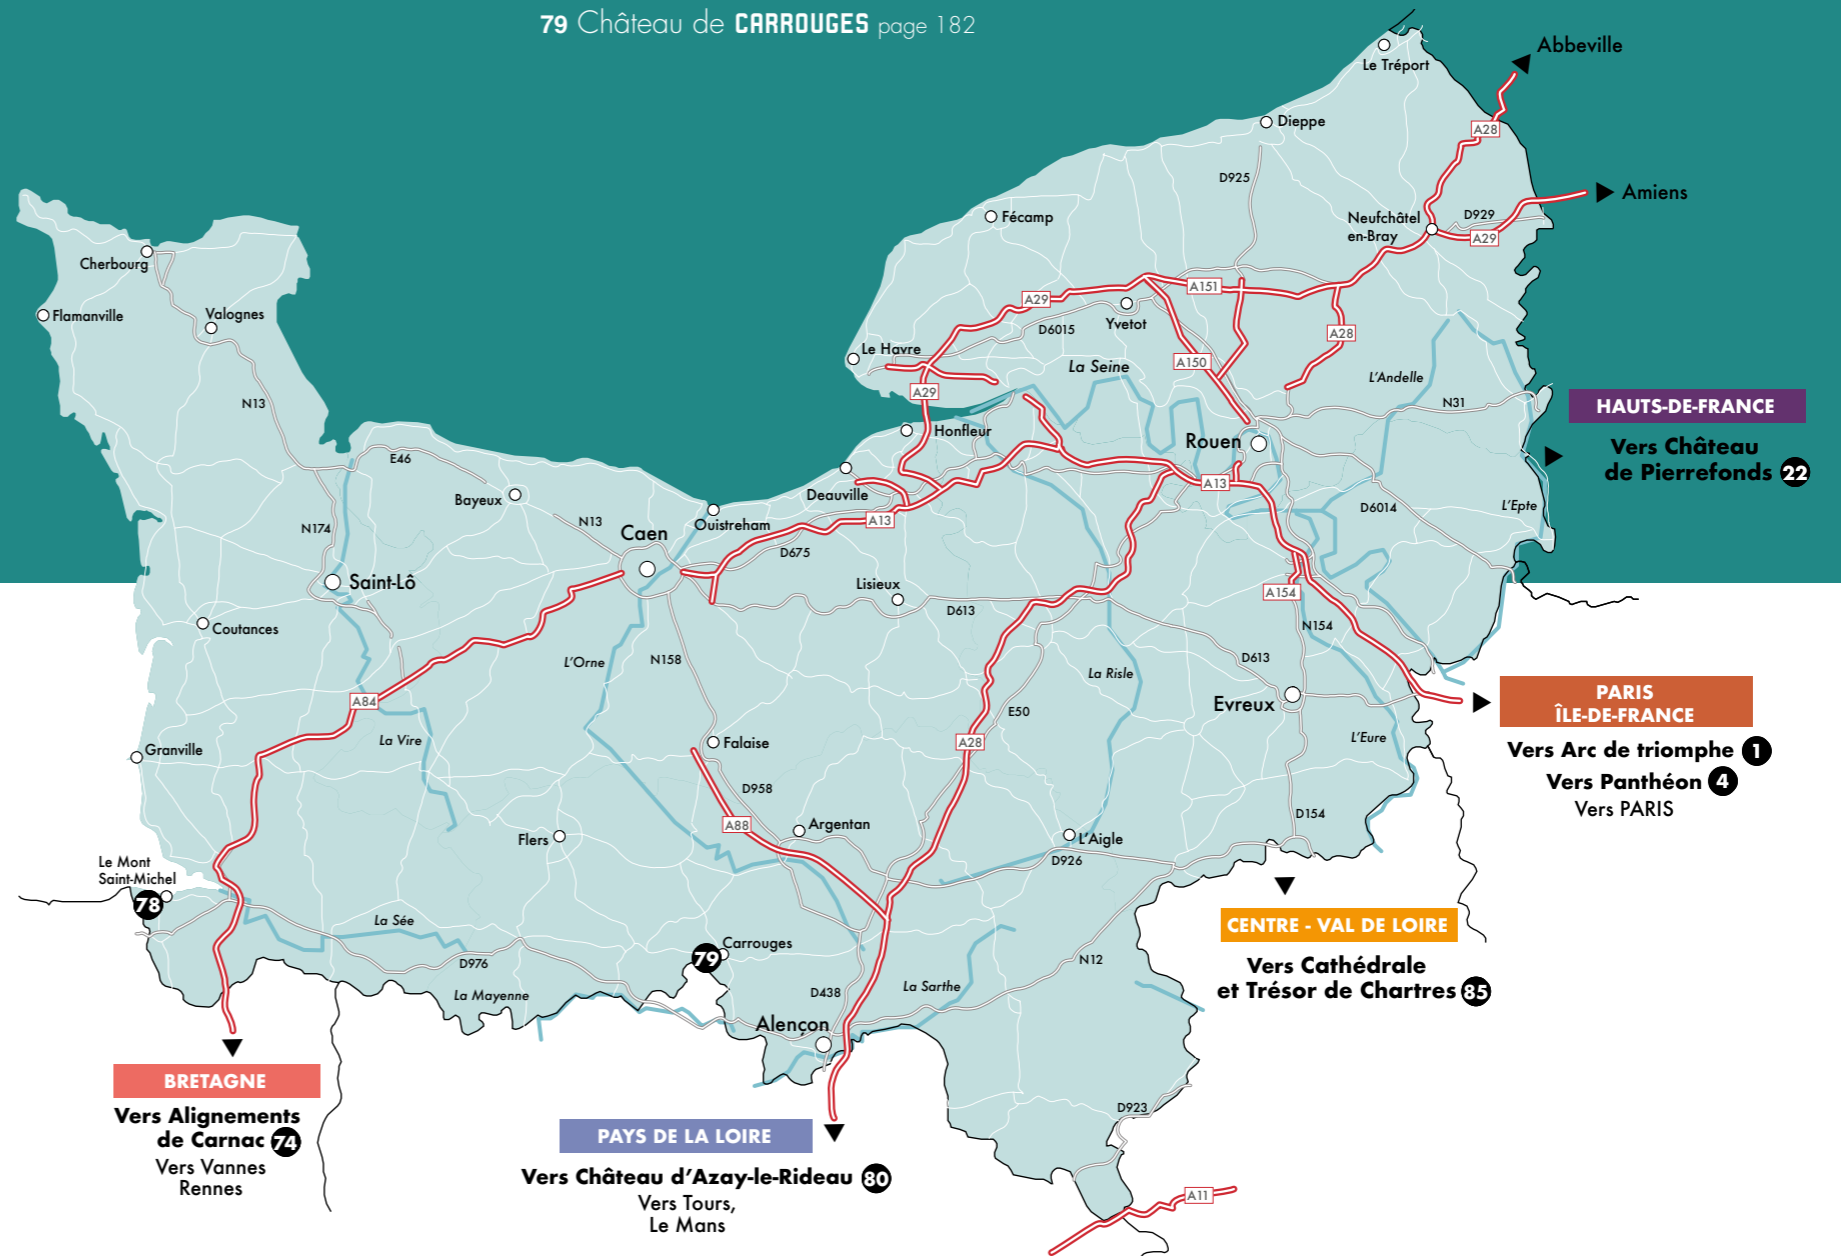 79 Château de CARROUGES page 182
Abbeville
Le Tréport
Dieppe
A28
D925
Amiens
Fécamp
Neufchâtel
en-Bray
D929
A29
Cherbourg
Flamanville
Valognes
A151
A29
D6015
Yvetot
A28
Le Havre
La Seine
A150
L'Andelle
A29
N13
N31
HAUTS-DE-FRANCE
Honfleur
Rouen
Vers Château
de Pierrefonds 22
E46
Bayeux
Deauville
A13
N174
N13
Ouistreham
A13
D6014
L'Epte
Caen
D675
Saint-Lô
Lisieux
A154
D613
N154
Coutances
L'Orne
N158
La Risle
D613
A84
Evreux
PARIS
ÎLE-DE-FRANCE
E50
La Vire
Granville
Falaise
A28
L'Eure
Vers Arc de triomphe 1
Vers Panthéon 4
Vers PARIS
D958
A88
Argentan
D154
Flers
L'Aigle
D926
Le Mont
Saint-Michel
78
La Sée
CENTRE - VAL DE LOIRE
Carrouges
79
D976
N12
Vers Cathédrale
et Trésor de Chartres 85
La Mayenne
D438
La Sarthe
Alençon
BRETAGNE
Vers Alignements
de Carnac 74
Vers Vannes
Rennes
D923
PAYS DE LA LOIRE
Vers Château d'Azay-le-Rideau 80
Vers Tours,
Le Mans
A11